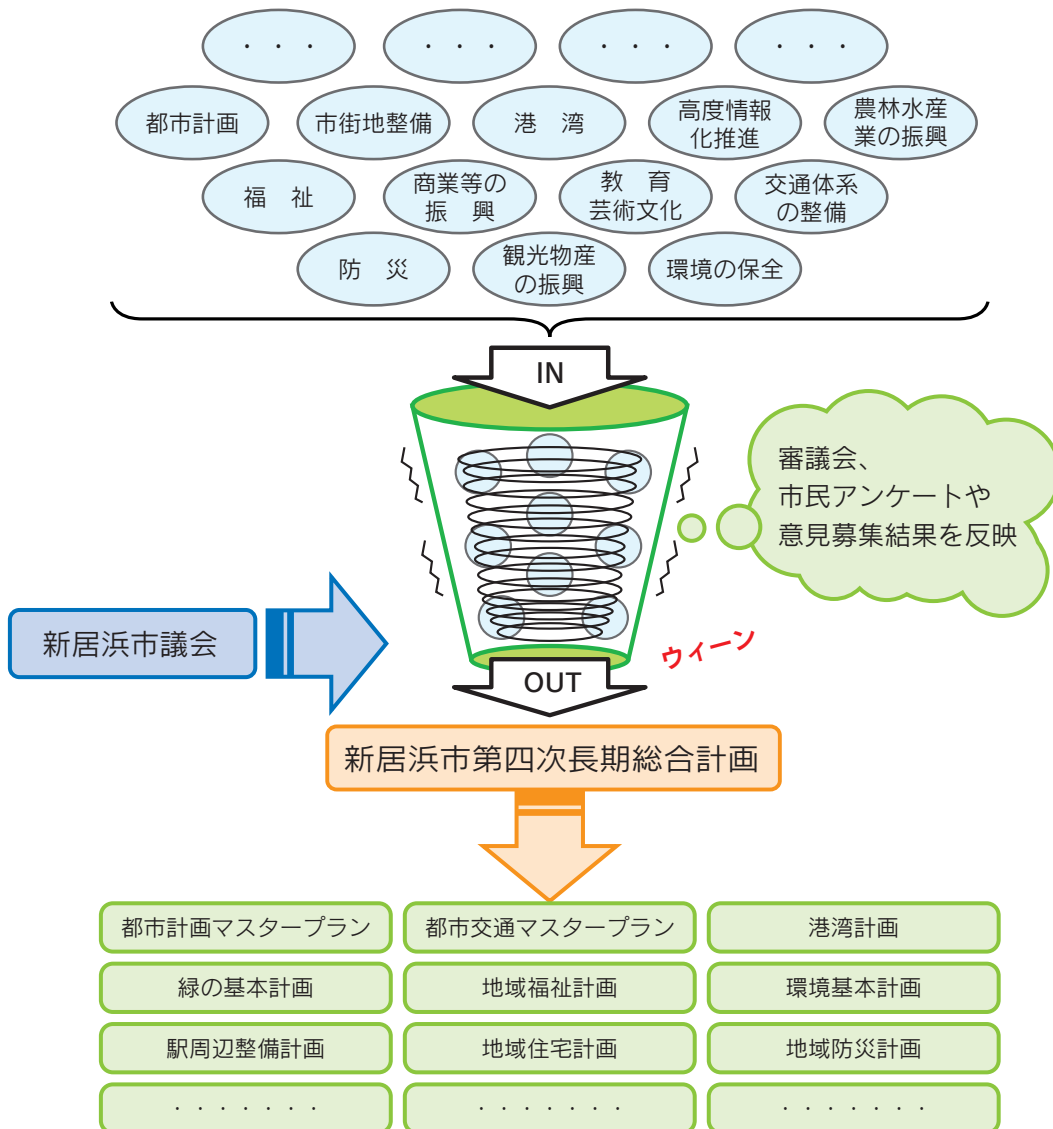 ・ ・ ・
・ ・ ・
・ ・ ・
・ ・ ・
都市計画
市街地整備
港　湾
高度情報
化推進
農林水産
業の振興
福　祉
商業等の
振　興
教　育
芸術文化
交通体系
の整備
防　災
観光物産
の振興
環境の保全
IN
審議会、
市民アンケートや
意見募集結果を反映
新居浜市議会
ウィーン
OUT
新居浜市第四次長期総合計画
都市計画マスタープラン
都市交通マスタープラン
港湾計画
緑の基本計画
地域福祉計画
環境基本計画
駅周辺整備計画
地域住宅計画
地域防災計画
・ ・ ・ ・ ・ ・ ・
・ ・ ・ ・ ・ ・ ・
・ ・ ・ ・ ・ ・ ・